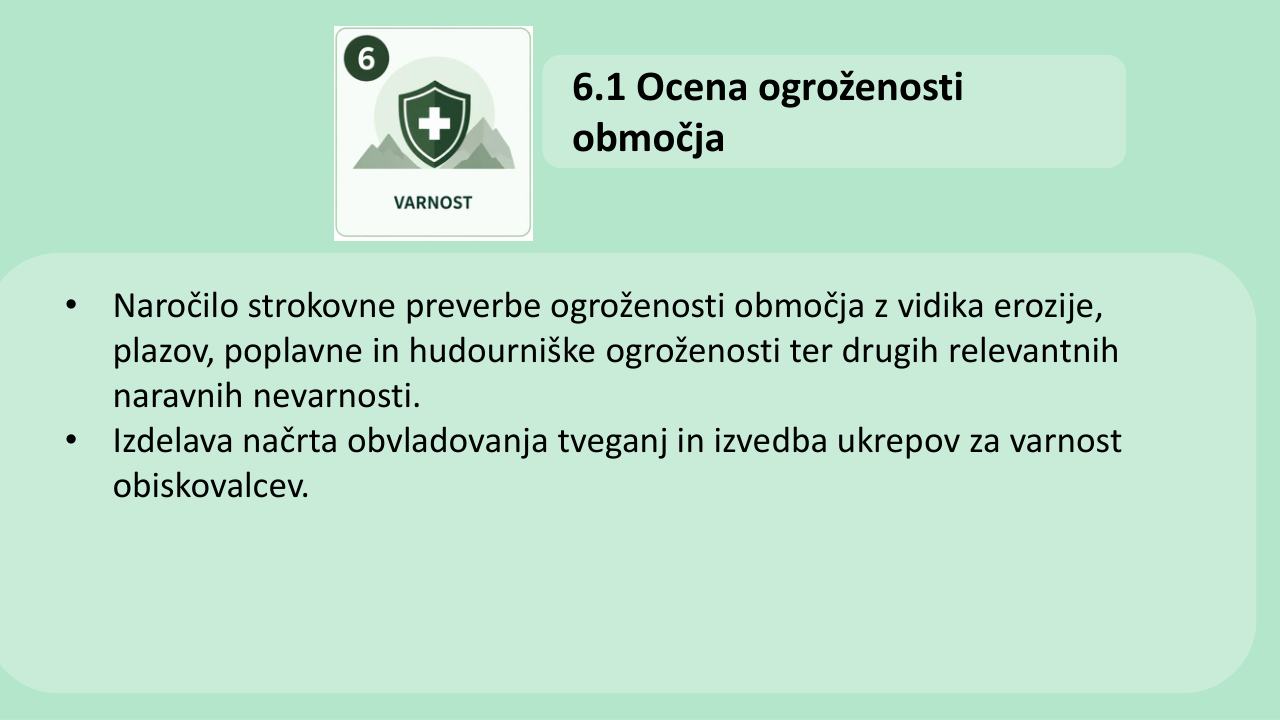 6
VARNOST
6.1 Ocena ogroženosti
območja
• Naročilo strokovne preverbe ogroženosti območja z vidika erozije,
plazov, poplavne in hudourniške ogroženosti ter drugih relevantnih
naravnih nevarnosti.
• Izdelava načrta obvladovanja tveganj in izvedba ukrepov za varnost
obiskovalcev.